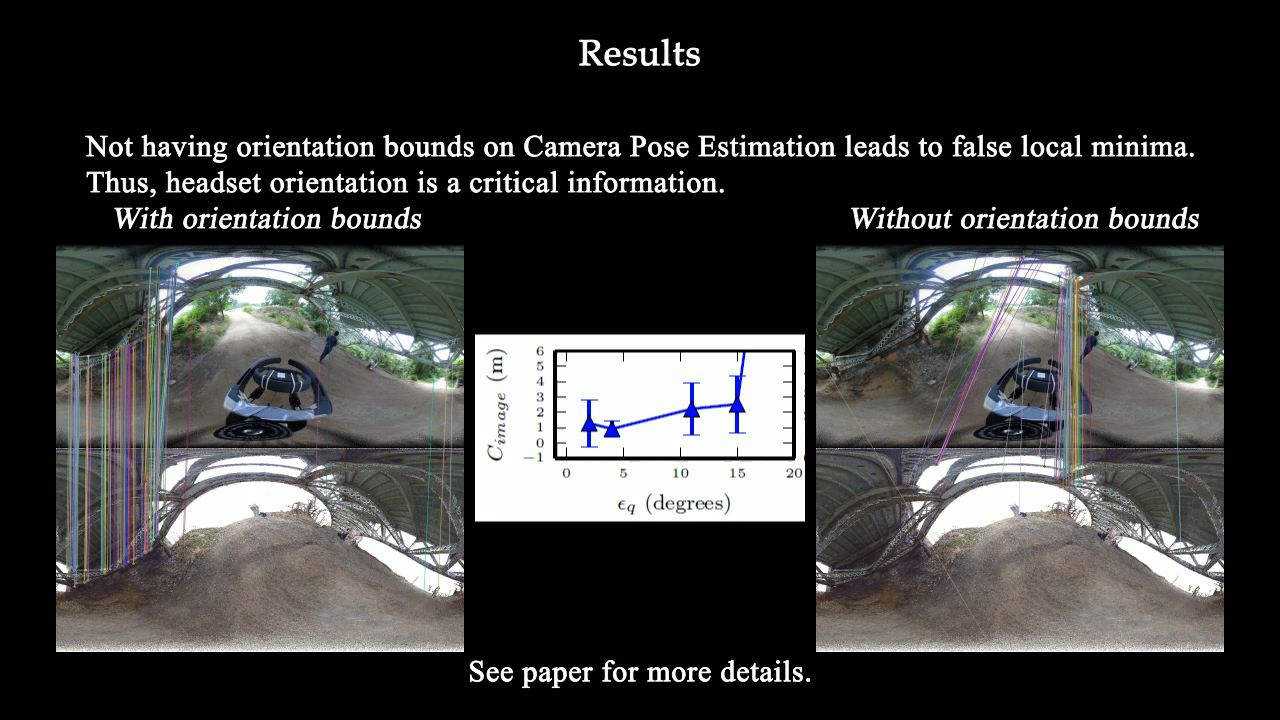 Results
Not having orientation bounds on Camera Pose Estimation leads to false local minima.
Thus, headset orientation is a critical information.
With orientation bounds
Without orientation bounds
C_image (m)
6
5
4
3
2
1
0
−1
0 5 10 15 20
ϵ_q (degrees)
See paper for more details.